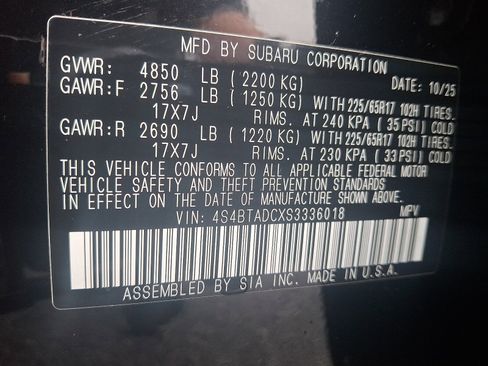 MFD BY SUBARU CORPORATION
GVWR: 4850 LB (2200 KG) DATE: 10/25
GAWR:F 2756 LB (1250 KG) WITH 225/65R17 102H TIRES.
17X7J RIMS. AT 240 KPA (35 PSI) COLD
GAWR:R 2690 LB (1220 KG) WITH 225/65R17 102H TIRES.
17X7J RIMS. AT 230 KPA (33 PSI) COLD
THIS VEHICLE CONFORMS TO ALL APPLICABLE FEDERAL MOTOR
VEHICLE SAFETY AND THEFT PREVENTION STANDARDS
IN EFFECT ON THE DATE OF MANUFACTURE SHOWN ABOVE.
VIN: 4S4BTADCXS3336018 MPV
ASSEMBLED BY SIA INC. MADE IN U.S.A.